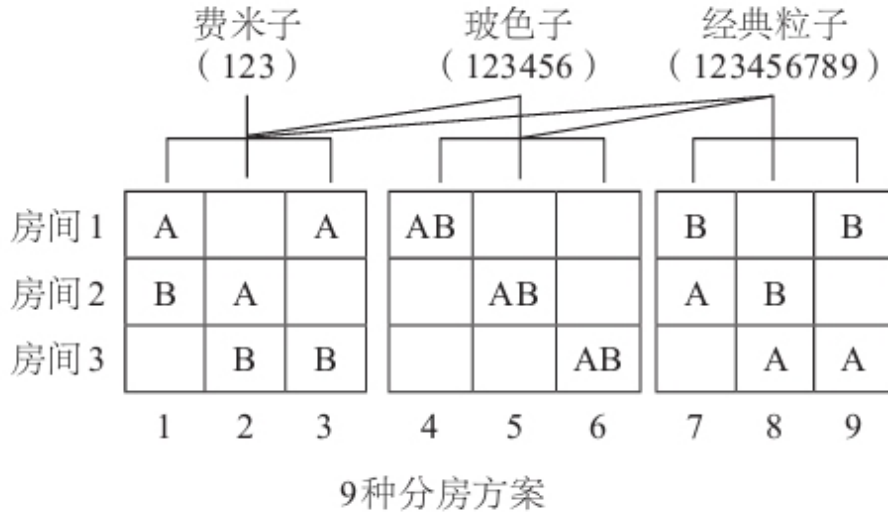 费米子 玻色子 经典粒子
（123） （123456） （123456789）
房间1 A A AB B B
房间2 B A AB A B
房间3 B B AB A A
1 2 3 4 5 6 7 8 9
9种分房方案